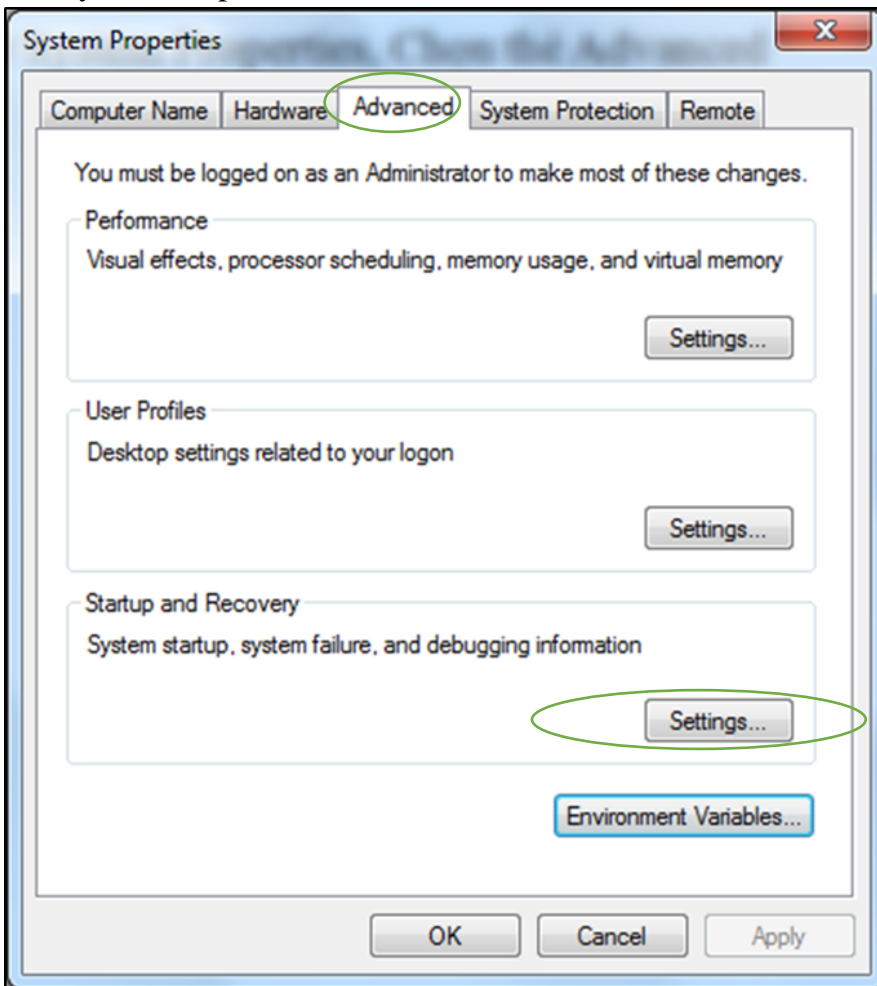 System Properties
Computer Name Hardware Advanced System Protection Remote
You must be logged on as an Administrator to make most of these changes.
Performance
Visual effects, processor scheduling, memory usage, and virtual memory
Settings...
User Profiles
Desktop settings related to your logon
Settings...
Startup and Recovery
System startup, system failure, and debugging information
Settings...
Environment Variables...
OK Cancel Apply